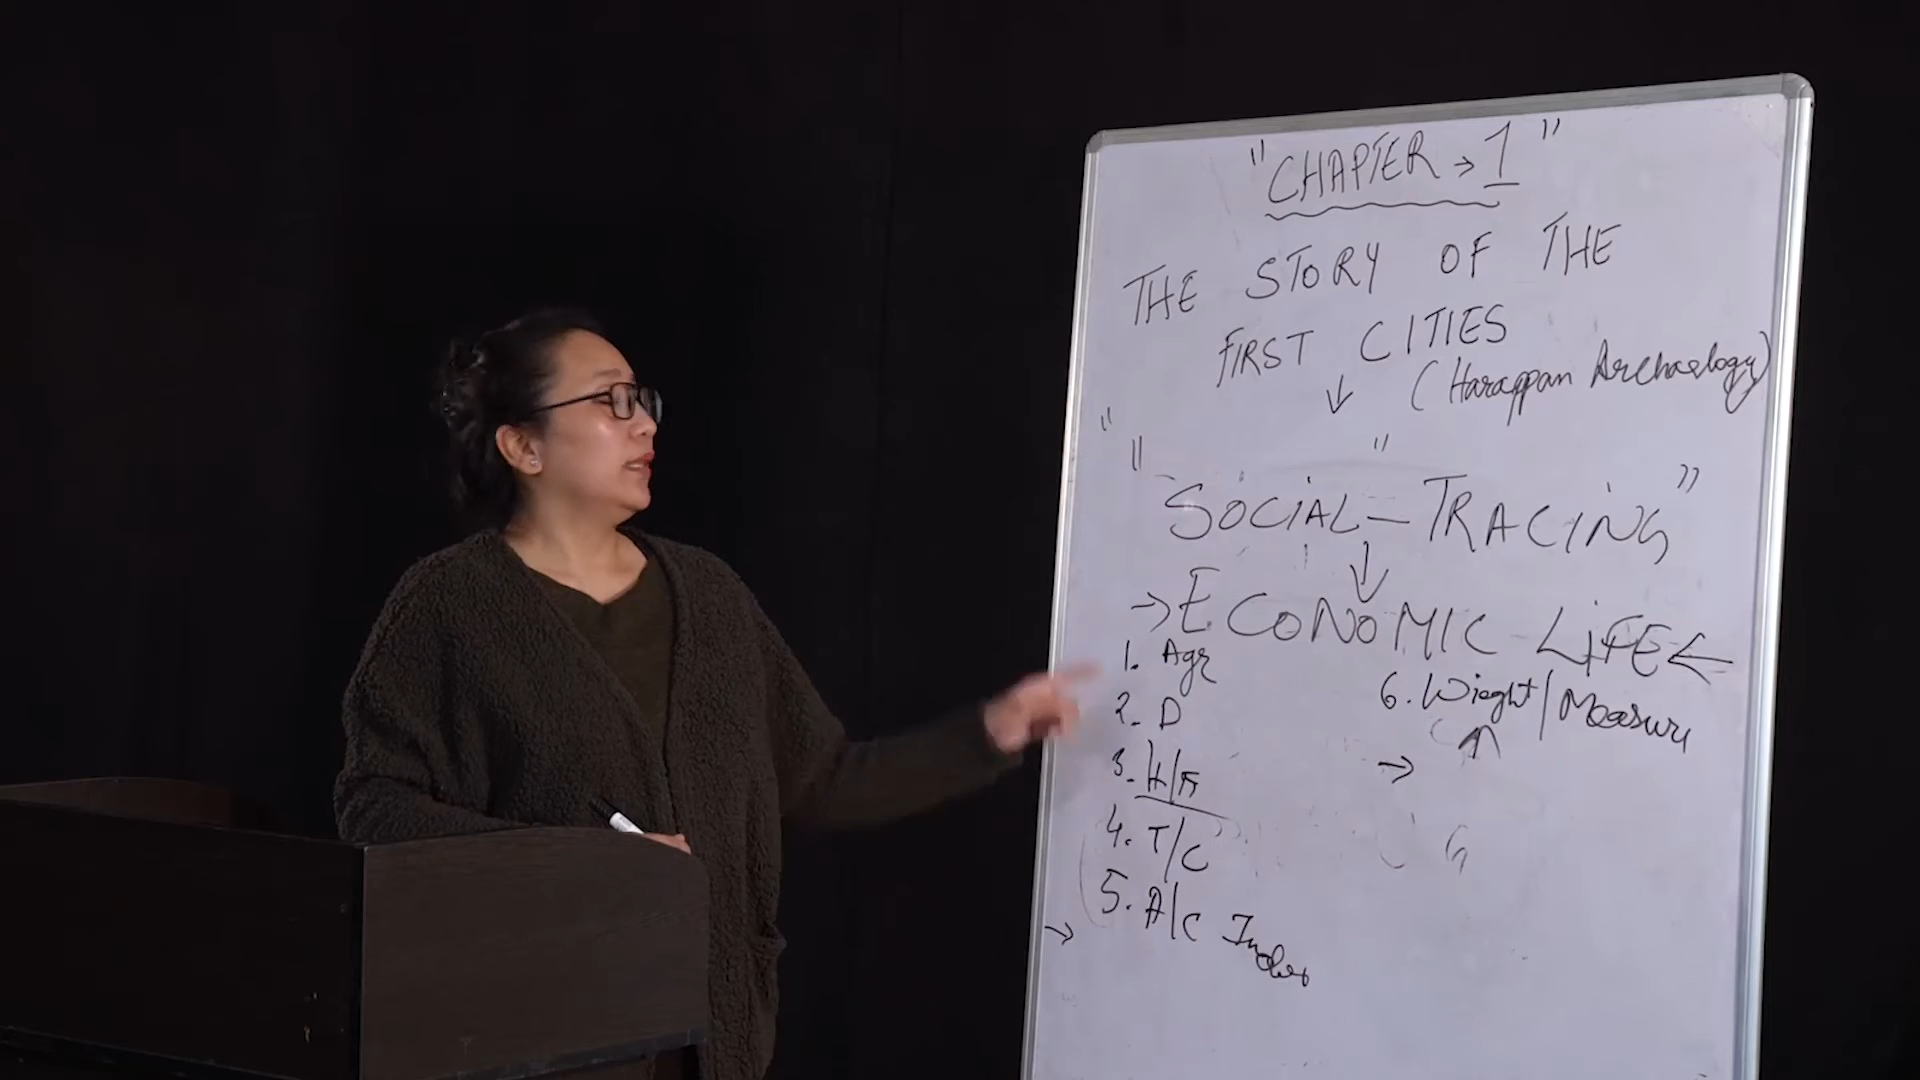 "CHAPTER → 1"
THE STORY OF THE
FIRST CITIES
(Harappan Archaelogy)
↓
"SOCIAL - TRACING"
↓
→ ECONOMIC LIFE ←
1. Agr
2. D
3. H/
4. T/C
5. A/C
6. Wieght/Measure